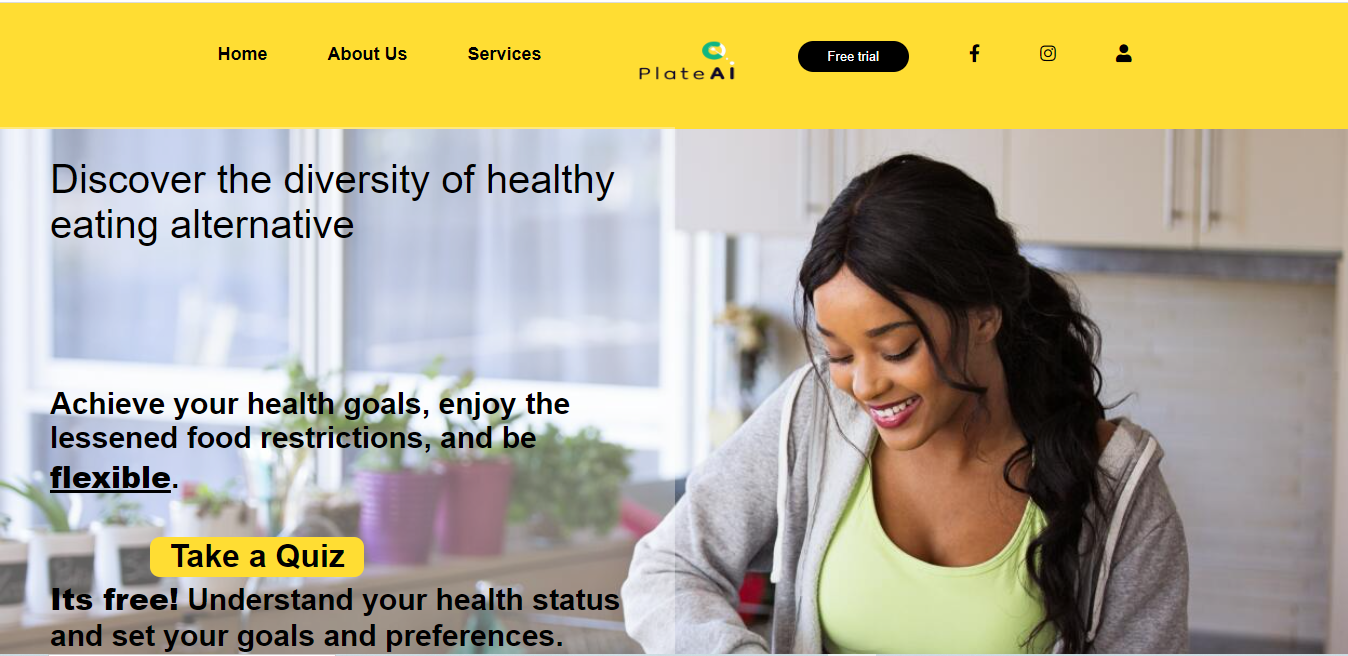 Home About Us Services PlateAI Free trial
Discover the diversity of healthy
eating alternative
Achieve your health goals, enjoy the
lessened food restrictions, and be
flexible.
Take a Quiz
Its free! Understand your health status
and set your goals and preferences.